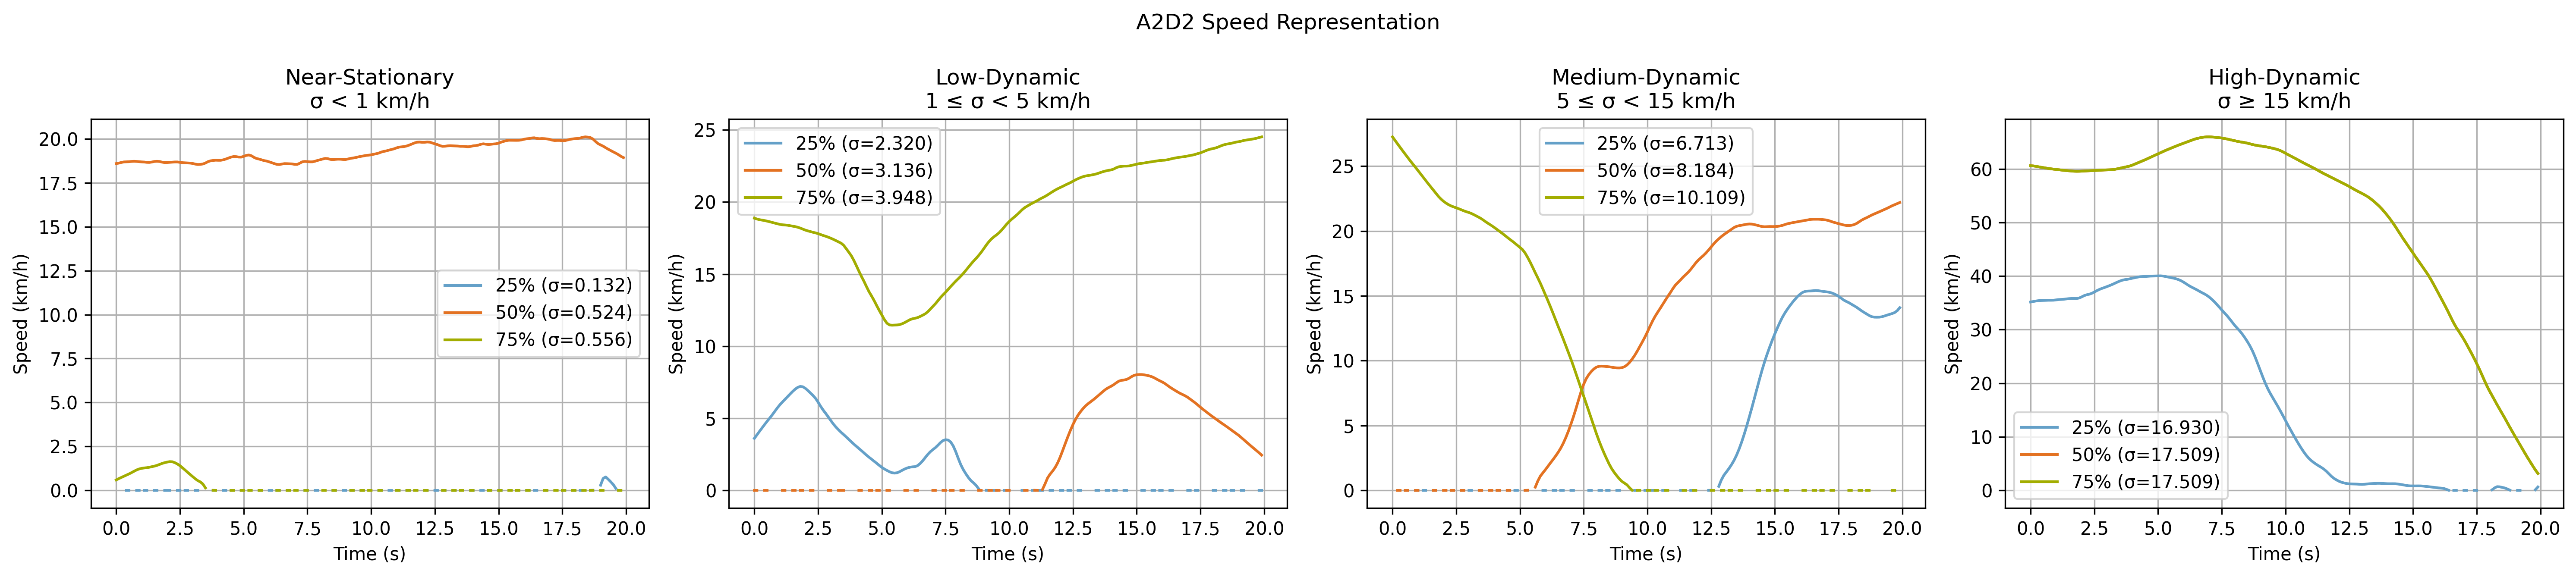 A2D2 Speed Representation
Near-Stationary
σ < 1 km/h
20.0
17.5
15.0
12.5
10.0
7.5
5.0
2.5
0.0
Speed (km/h)
25% (σ=0.132)
50% (σ=0.524)
75% (σ=0.556)
0.0 2.5 5.0 7.5 10.0 12.5 15.0 17.5 20.0
Time (s)
Low-Dynamic
1 ≤ σ < 5 km/h
25
20
15
10
5
0
Speed (km/h)
25% (σ=2.320)
50% (σ=3.136)
75% (σ=3.948)
0.0 2.5 5.0 7.5 10.0 12.5 15.0 17.5 20.0
Time (s)
Medium-Dynamic
5 ≤ σ < 15 km/h
25
20
15
10
5
0
Speed (km/h)
25% (σ=6.713)
50% (σ=8.184)
75% (σ=10.109)
0.0 2.5 5.0 7.5 10.0 12.5 15.0 17.5 20.0
Time (s)
High-Dynamic
σ ≥ 15 km/h
60
50
40
30
20
10
0
Speed (km/h)
25% (σ=16.930)
50% (σ=17.509)
75% (σ=17.509)
0.0 2.5 5.0 7.5 10.0 12.5 15.0 17.5 20.0
Time (s)